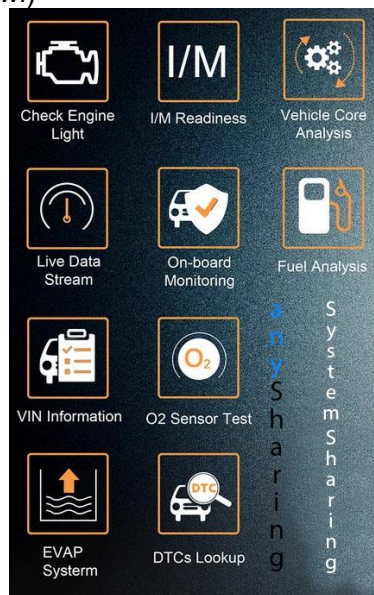 I/M
Check Engine
Light
I/M Readiness
Vehicle Core
Analysis
Live Data
Stream
On-board
Monitoring
Fuel Analysis
O2
VIN Information
O2 Sensor Test
DTC
EVAP
Systerm
DTCs Lookup
anySharing
SystemSharing